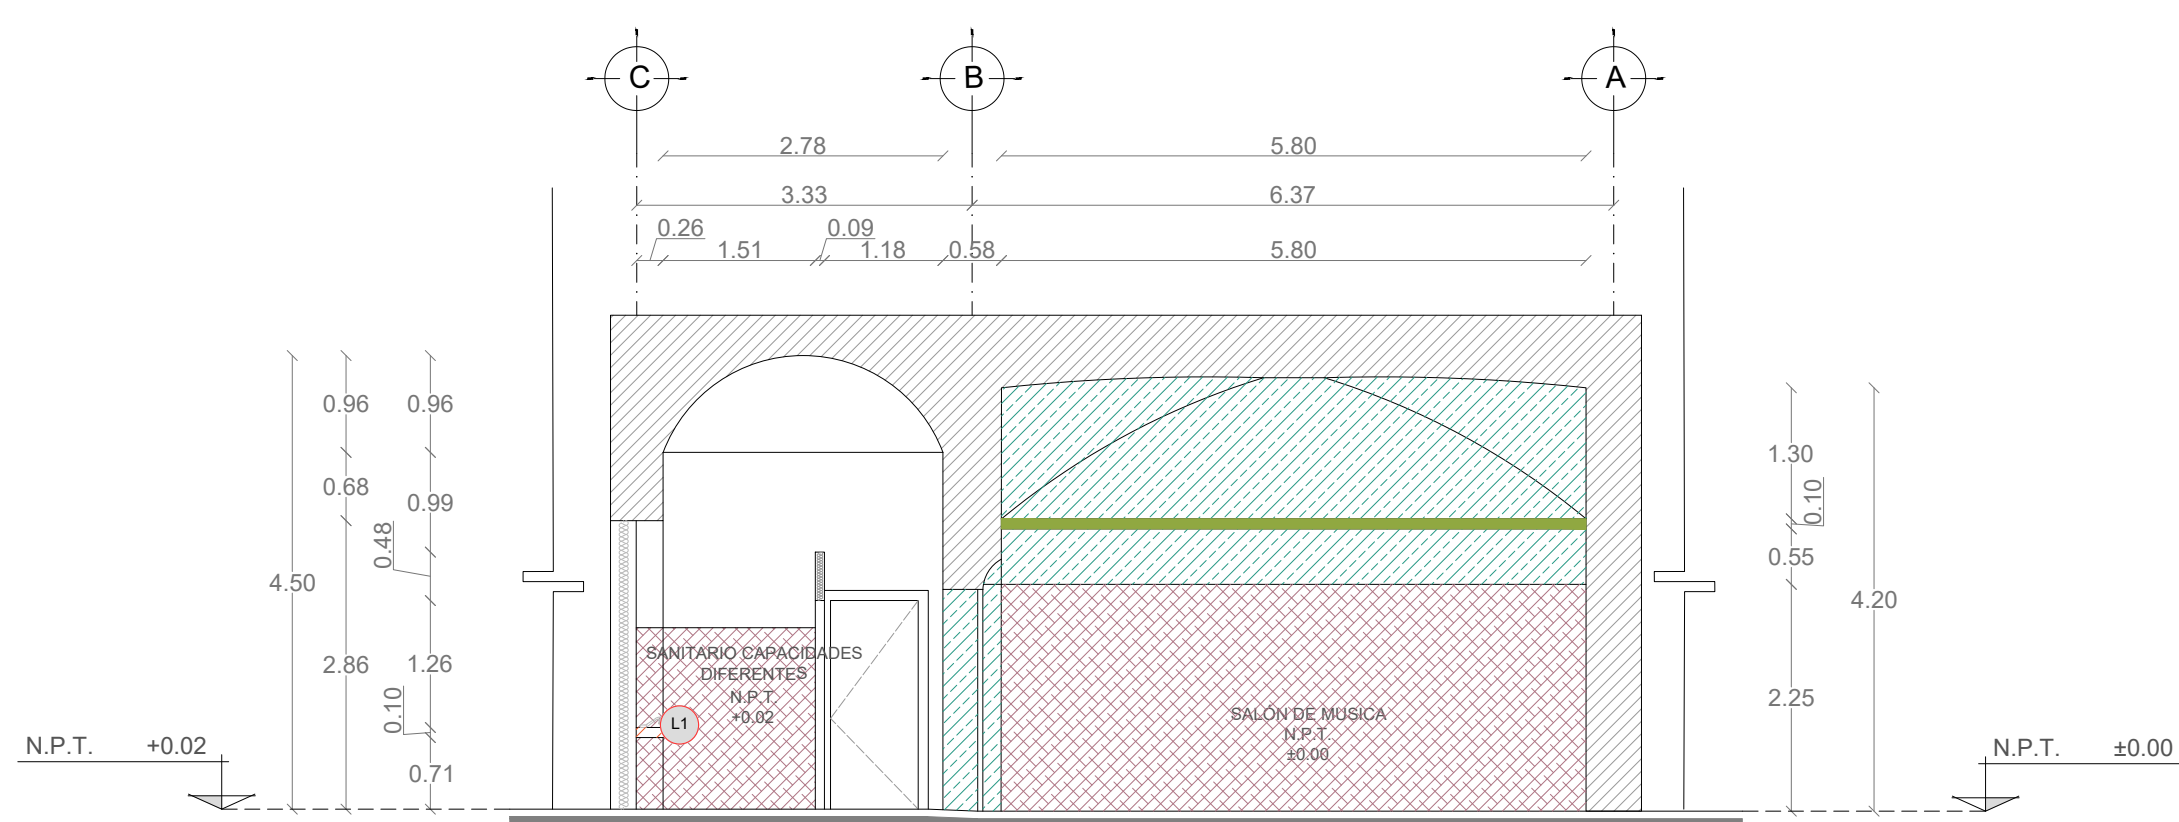 C
B
A
2.78
5.80
3.33
6.37
0.26
0.09
1.51
1.18
0.58
5.80
0.96
0.96
0.68
0.99
0.48
4.50
2.86
1.26
0.10
0.71
N.P.T. +0.02
SANITARIO CAPACIDADES
DIFERENTES
N.P.T.
+0.02
L1
SALÓN DE MUSICA
N.P.T.
±0.00
1.30
0.10
0.55
4.20
2.25
N.P.T. ±0.00